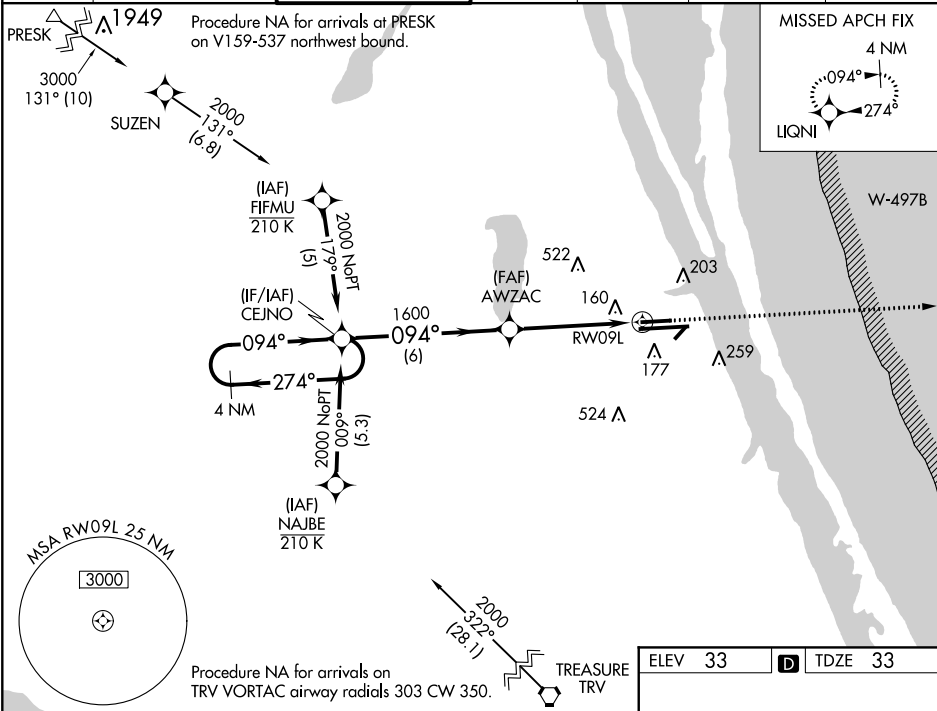 PRESK
1949
Procedure NA for arrivals at PRESK
on V159-537 northwest bound.
MISSED APCH FIX
4 NM
094°
274°
LIQNI
3000
131° (10)
SUZEN
2000
131°
(6.8)
W-497B
(IAF)
FIFMU
210 K
2000 NoPT
179°
(5)
(IF/IAF)
CEJNO
094°
274°
4 NM
1600
094°
(6)
(FAF)
AWZAC
522
203
160
RW09L
177
259
524
2000 NoPT
009°
(5.3)
(IAF)
NAJBE
210 K
MSA RW09L 25 NM
3000
2000
322°
(28.1)
TREASURE
TRV
Procedure NA for arrivals on
TRV VORTAC airway radials 303 CW 350.
ELEV 33
D
TDZE 33